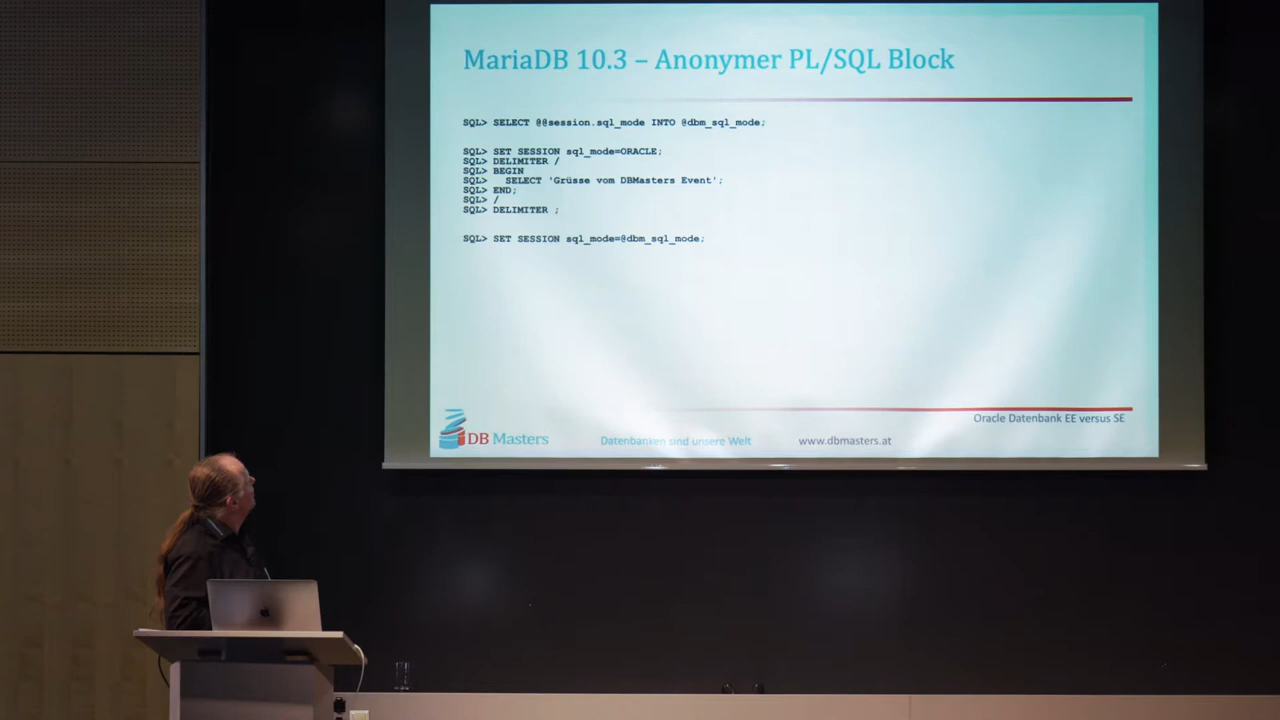 MariaDB 10.3 – Anonymer PL/SQL Block
SQL> SELECT @@session.sql_mode INTO @dbm_sql_mode;
SQL> SET SESSION sql_mode=ORACLE;
SQL> DELIMITER /
SQL> BEGIN
SQL>   SELECT 'Grüsse vom DBMasters Event';
SQL> END;
SQL> /
SQL> DELIMITER ;
SQL> SET SESSION sql_mode=@dbm_sql_mode;
Oracle Datenbank EE versus SE
DB Masters
Datenbanken sind unsere Welt
www.dbmasters.at